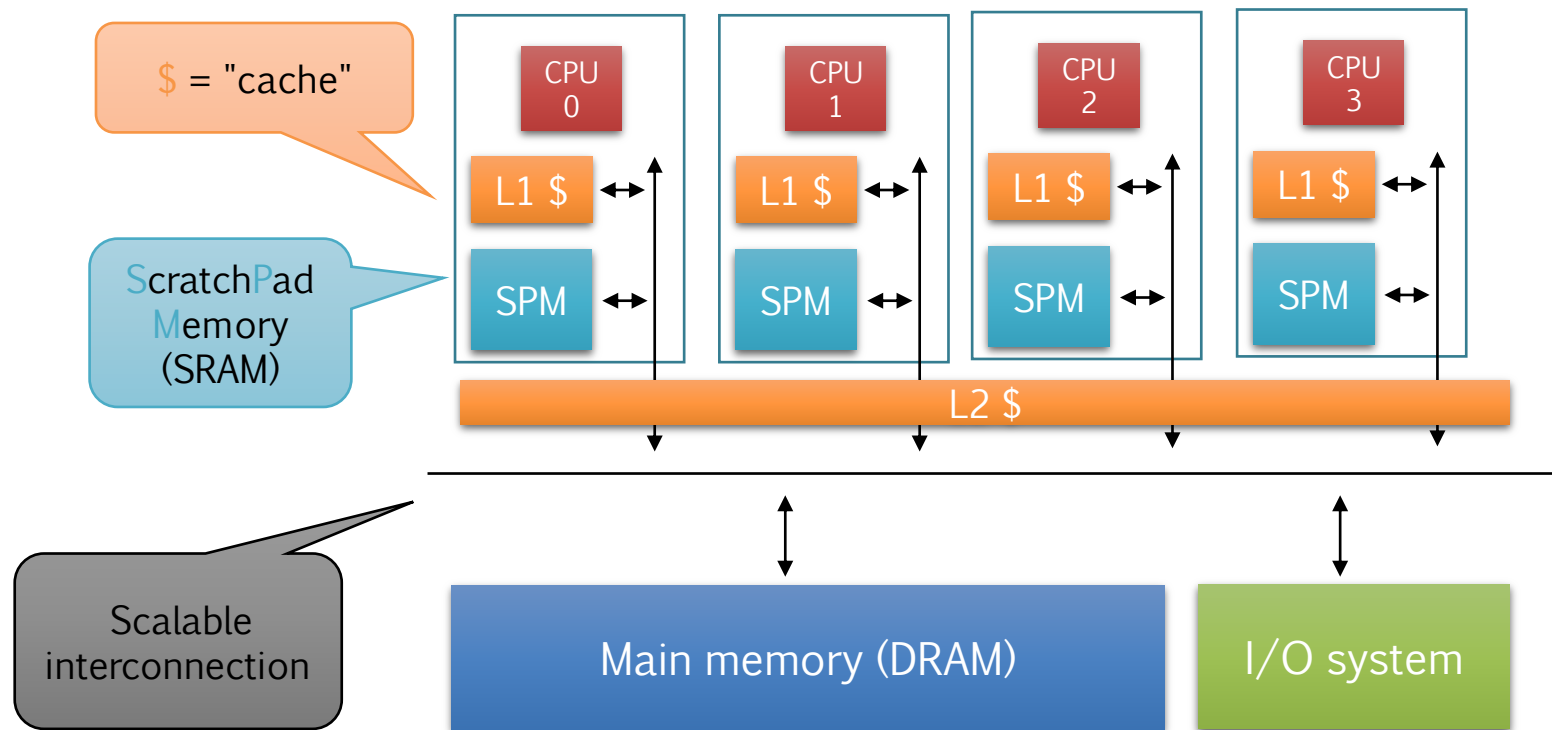 $ = "cache"
CPU
0
CPU
1
CPU
2
CPU
3
L1 $
L1 $
L1 $
L1 $
ScratchPad
Memory
(SRAM)
SPM
SPM
SPM
SPM
L2 $
Scalable
interconnection
Main memory (DRAM)
I/O system